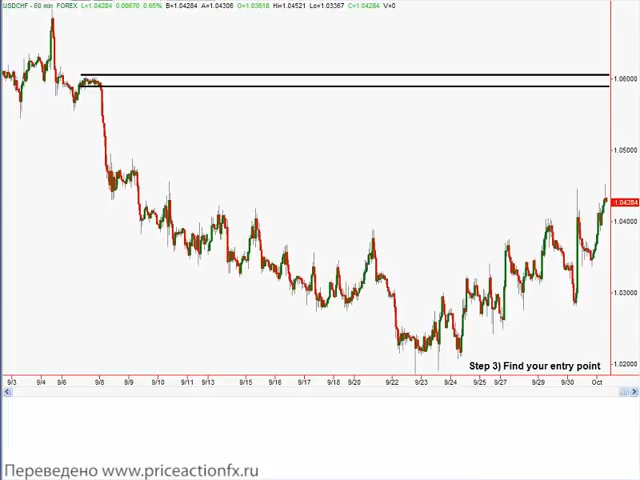 USDCHF - 60 min FOREX L=1.04284 0.00670 0.65% B=1.04284 A=1.04306 O=1.03618 Hi=1.04521 Lo=1.03367 C=1.04284 V=0
1.06000
1.05000
1.04284
1.04000
1.03000
1.02000
Step 3) Find your entry point
9/3 9/4 9/6 9/8 9/9 9/10 9/11 9/13 9/15 9/16 9/17 9/18 9/20 9/22 9/23 9/24 9/25 9/27 9/29 9/30 Oct
Переведено www.priceactionfx.ru